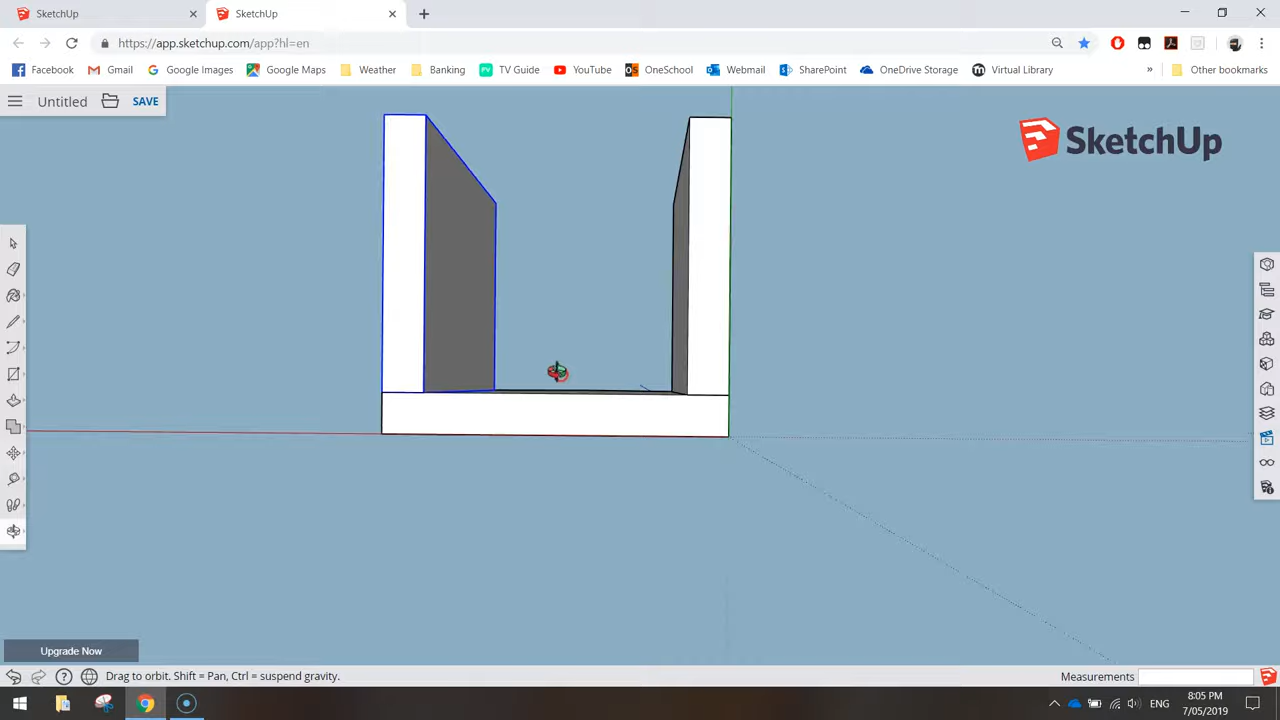 SketchUp
SketchUp
https://app.sketchup.com/app?hl=en
Facebook
Gmail
Google Images
Google Maps
Weather
Banking
TV Guide
YouTube
OneSchool
Webmail
SharePoint
OneDrive Storage
Virtual Library
»
Other bookmarks
Untitled
SAVE
SketchUp
Upgrade Now
Drag to orbit. Shift = Pan, Ctrl = suspend gravity.
Measurements
ENG
8:05 PM
7/05/2019